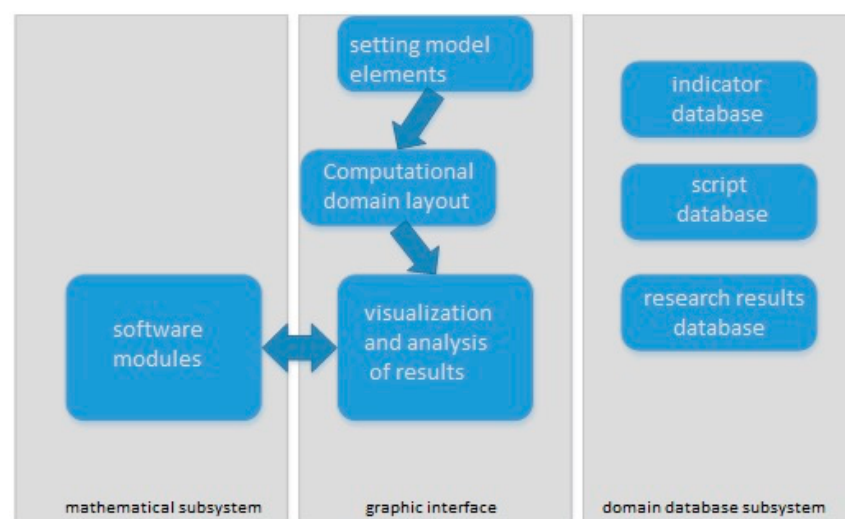 setting model
elements
Computational
domain layout
visualization
and analysis
of results
software
modules
indicator
database
script
database
research results
database
mathematical subsystem
graphic interface
domain database subsystem